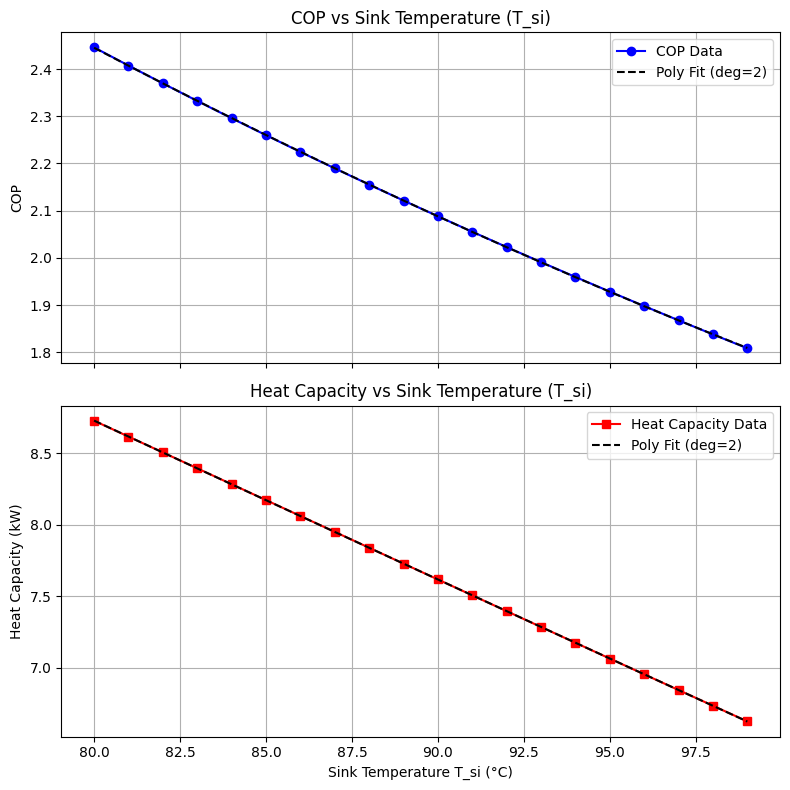 COP vs Sink Temperature (T_si)
COP Data
Poly Fit (deg=2)
2.4
2.3
2.2
2.1
2.0
1.9
1.8
COP
Heat Capacity vs Sink Temperature (T_si)
Heat Capacity Data
Poly Fit (deg=2)
8.5
8.0
7.5
7.0
Heat Capacity (kW)
80.0 82.5 85.0 87.5 90.0 92.5 95.0 97.5
Sink Temperature T_si (°C)